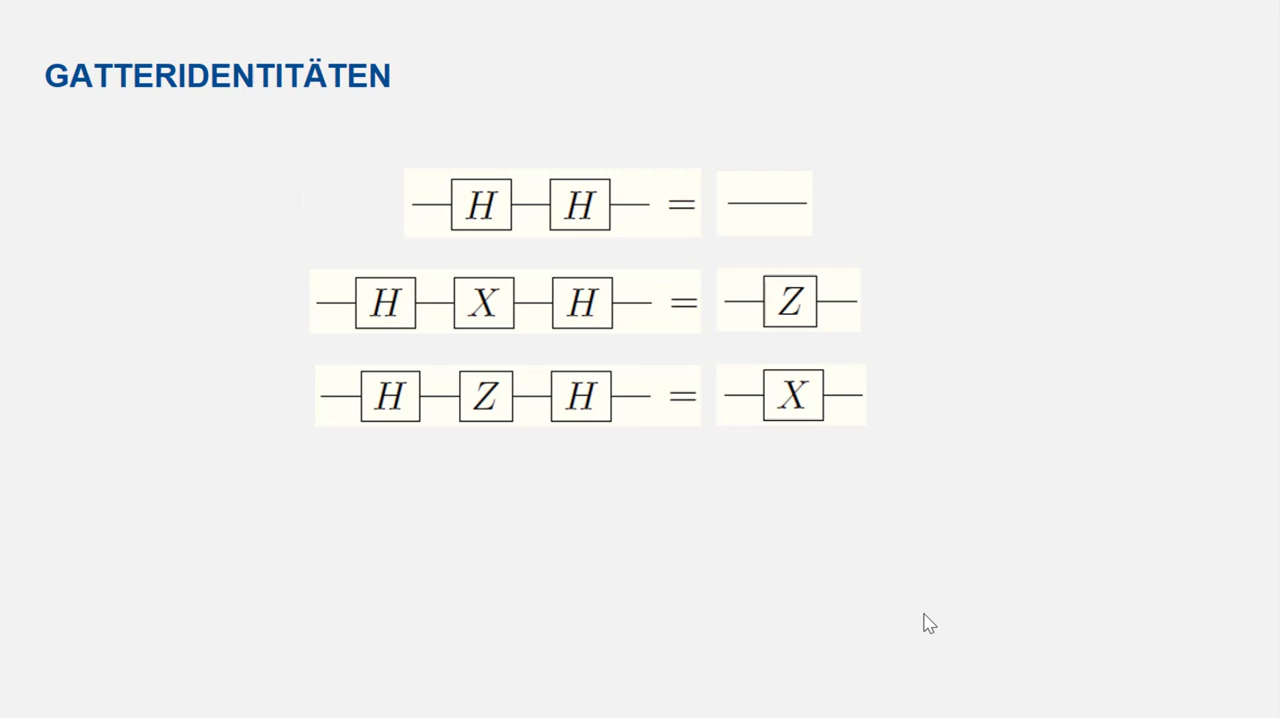 GATTERIDENTITÄTEN
H H =
H X H = Z
H Z H = X